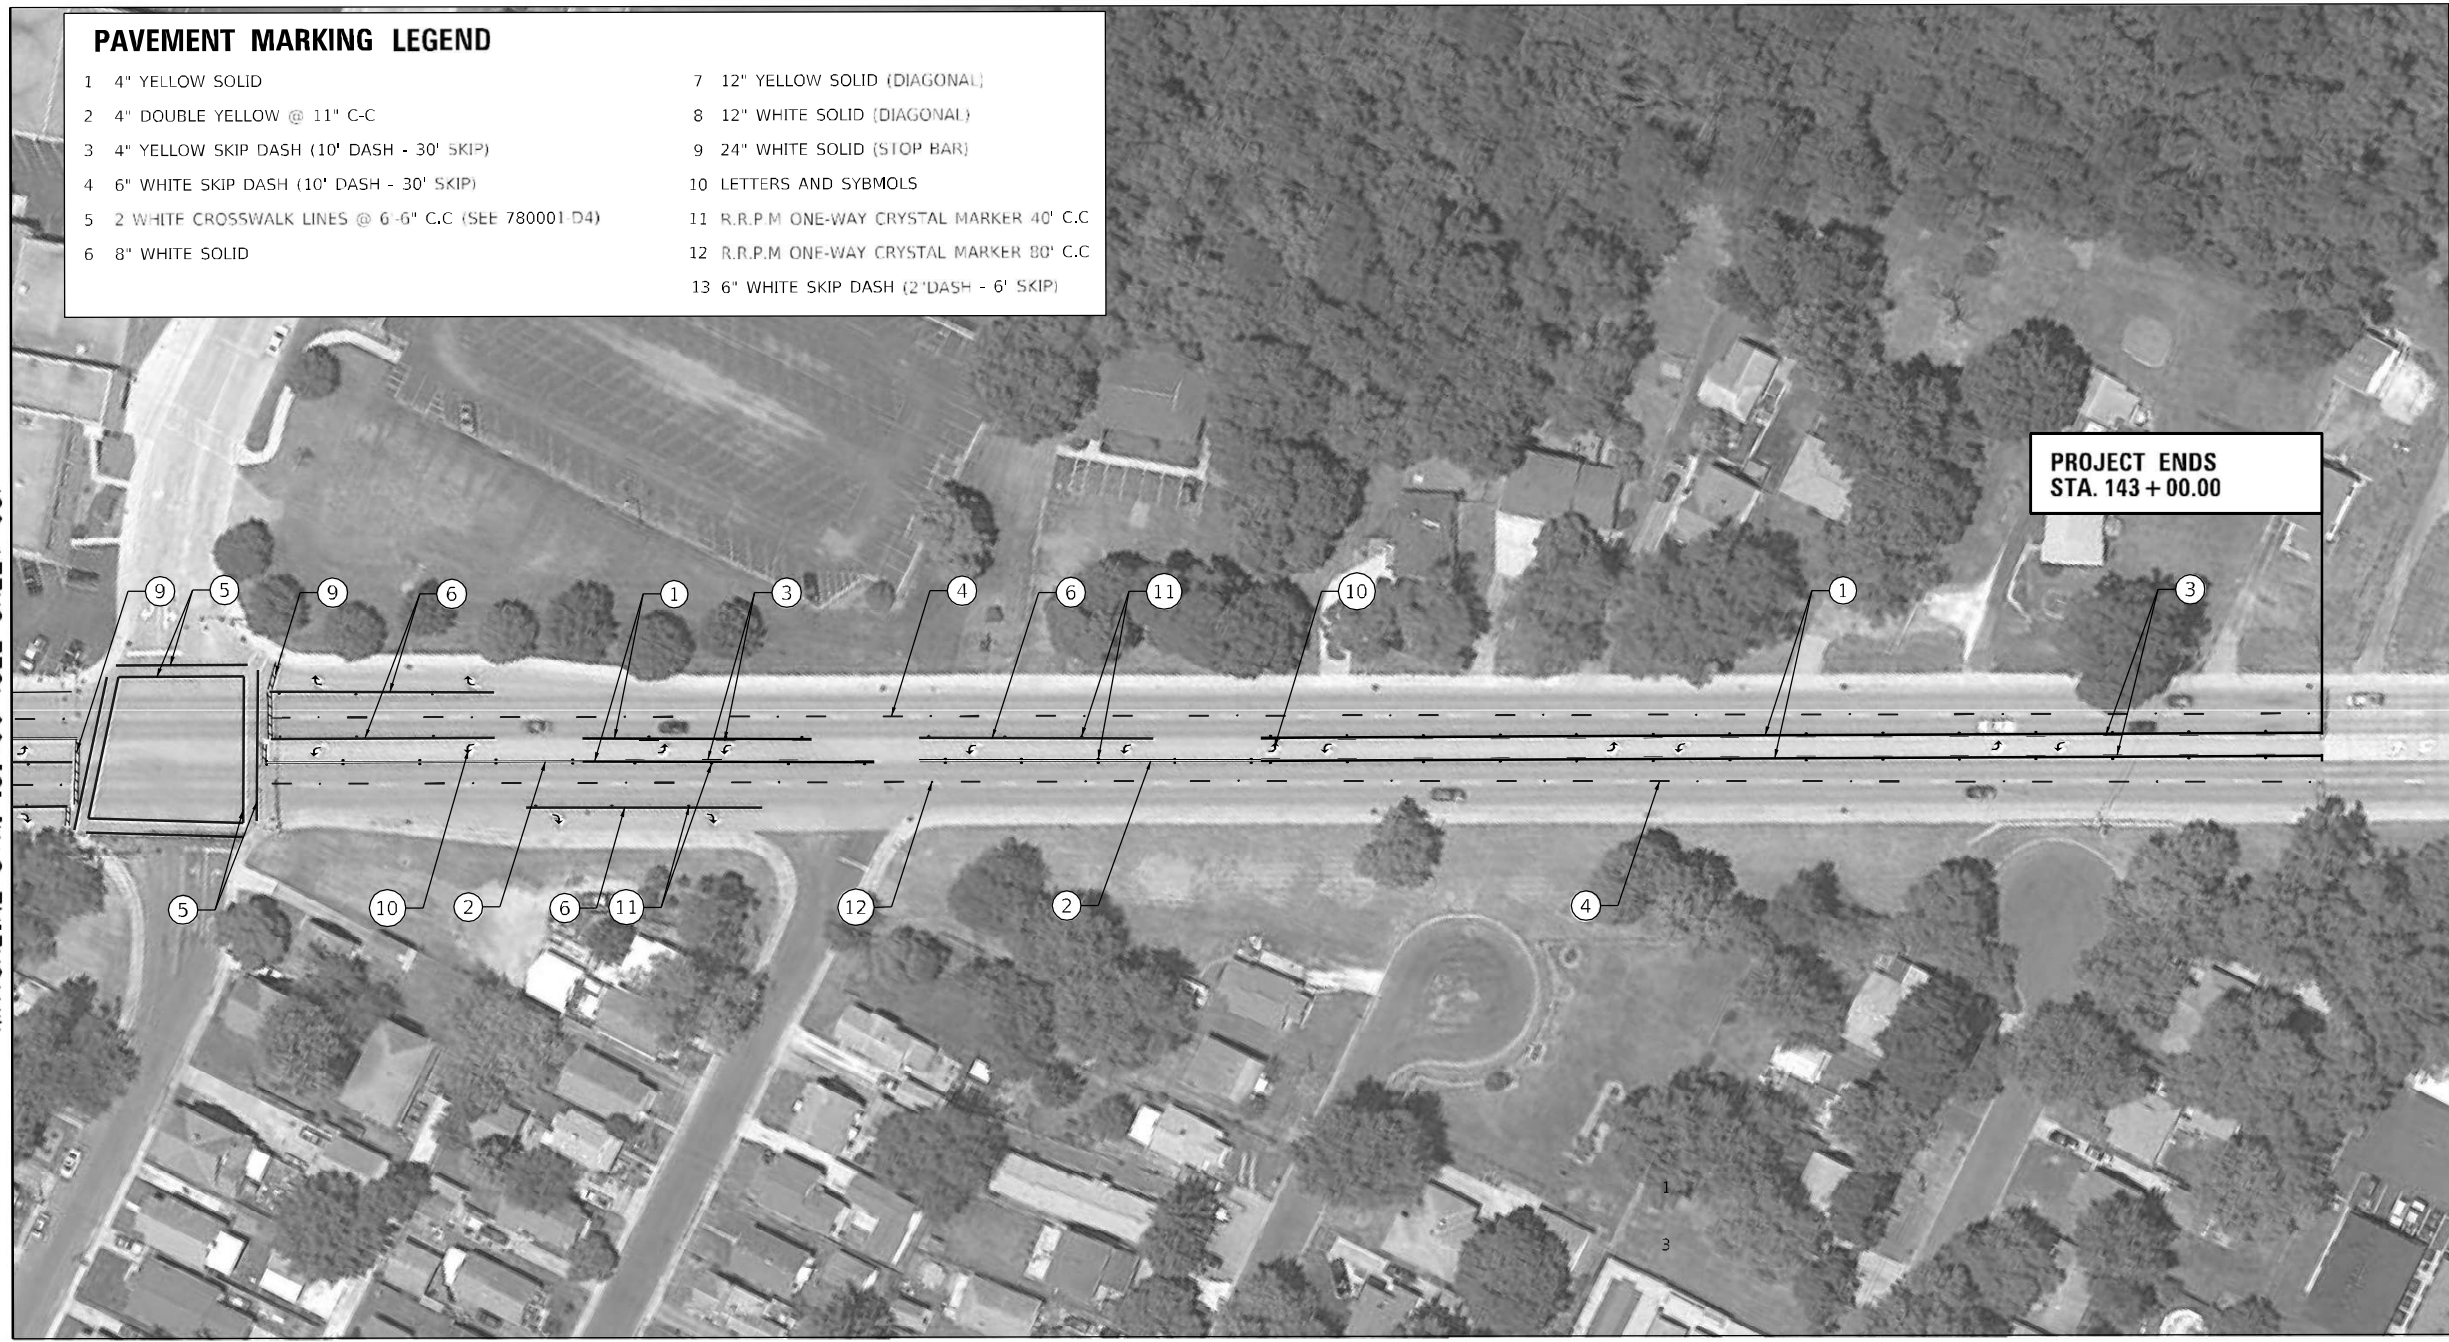 PAVEMENT MARKING LEGEND
1 4" YELLOW SOLID
2 4" DOUBLE YELLOW @ 11" C-C
3 4" YELLOW SKIP DASH (10' DASH - 30' SKIP)
4 6" WHITE SKIP DASH (10' DASH - 30' SKIP)
5 2 WHITE CROSSWALK LINES @ 6'-6" C.C (SEE 780001-D4)
6 8" WHITE SOLID
7 12" YELLOW SOLID (DIAGONAL)
8 12" WHITE SOLID (DIAGONAL)
9 24" WHITE SOLID (STOP BAR)
10 LETTERS AND SYBMOLS
11 R.R.P.M ONE-WAY CRYSTAL MARKER 40' C.C
12 R.R.P.M ONE-WAY CRYSTAL MARKER 80' C.C
13 6" WHITE SKIP DASH (2'DASH - 6' SKIP)
PROJECT ENDS
STA. 143+00.00
9 5 9 6 1 3 4 6 11 10 1 3
5 10 2 6 11 12 2 4
1
3